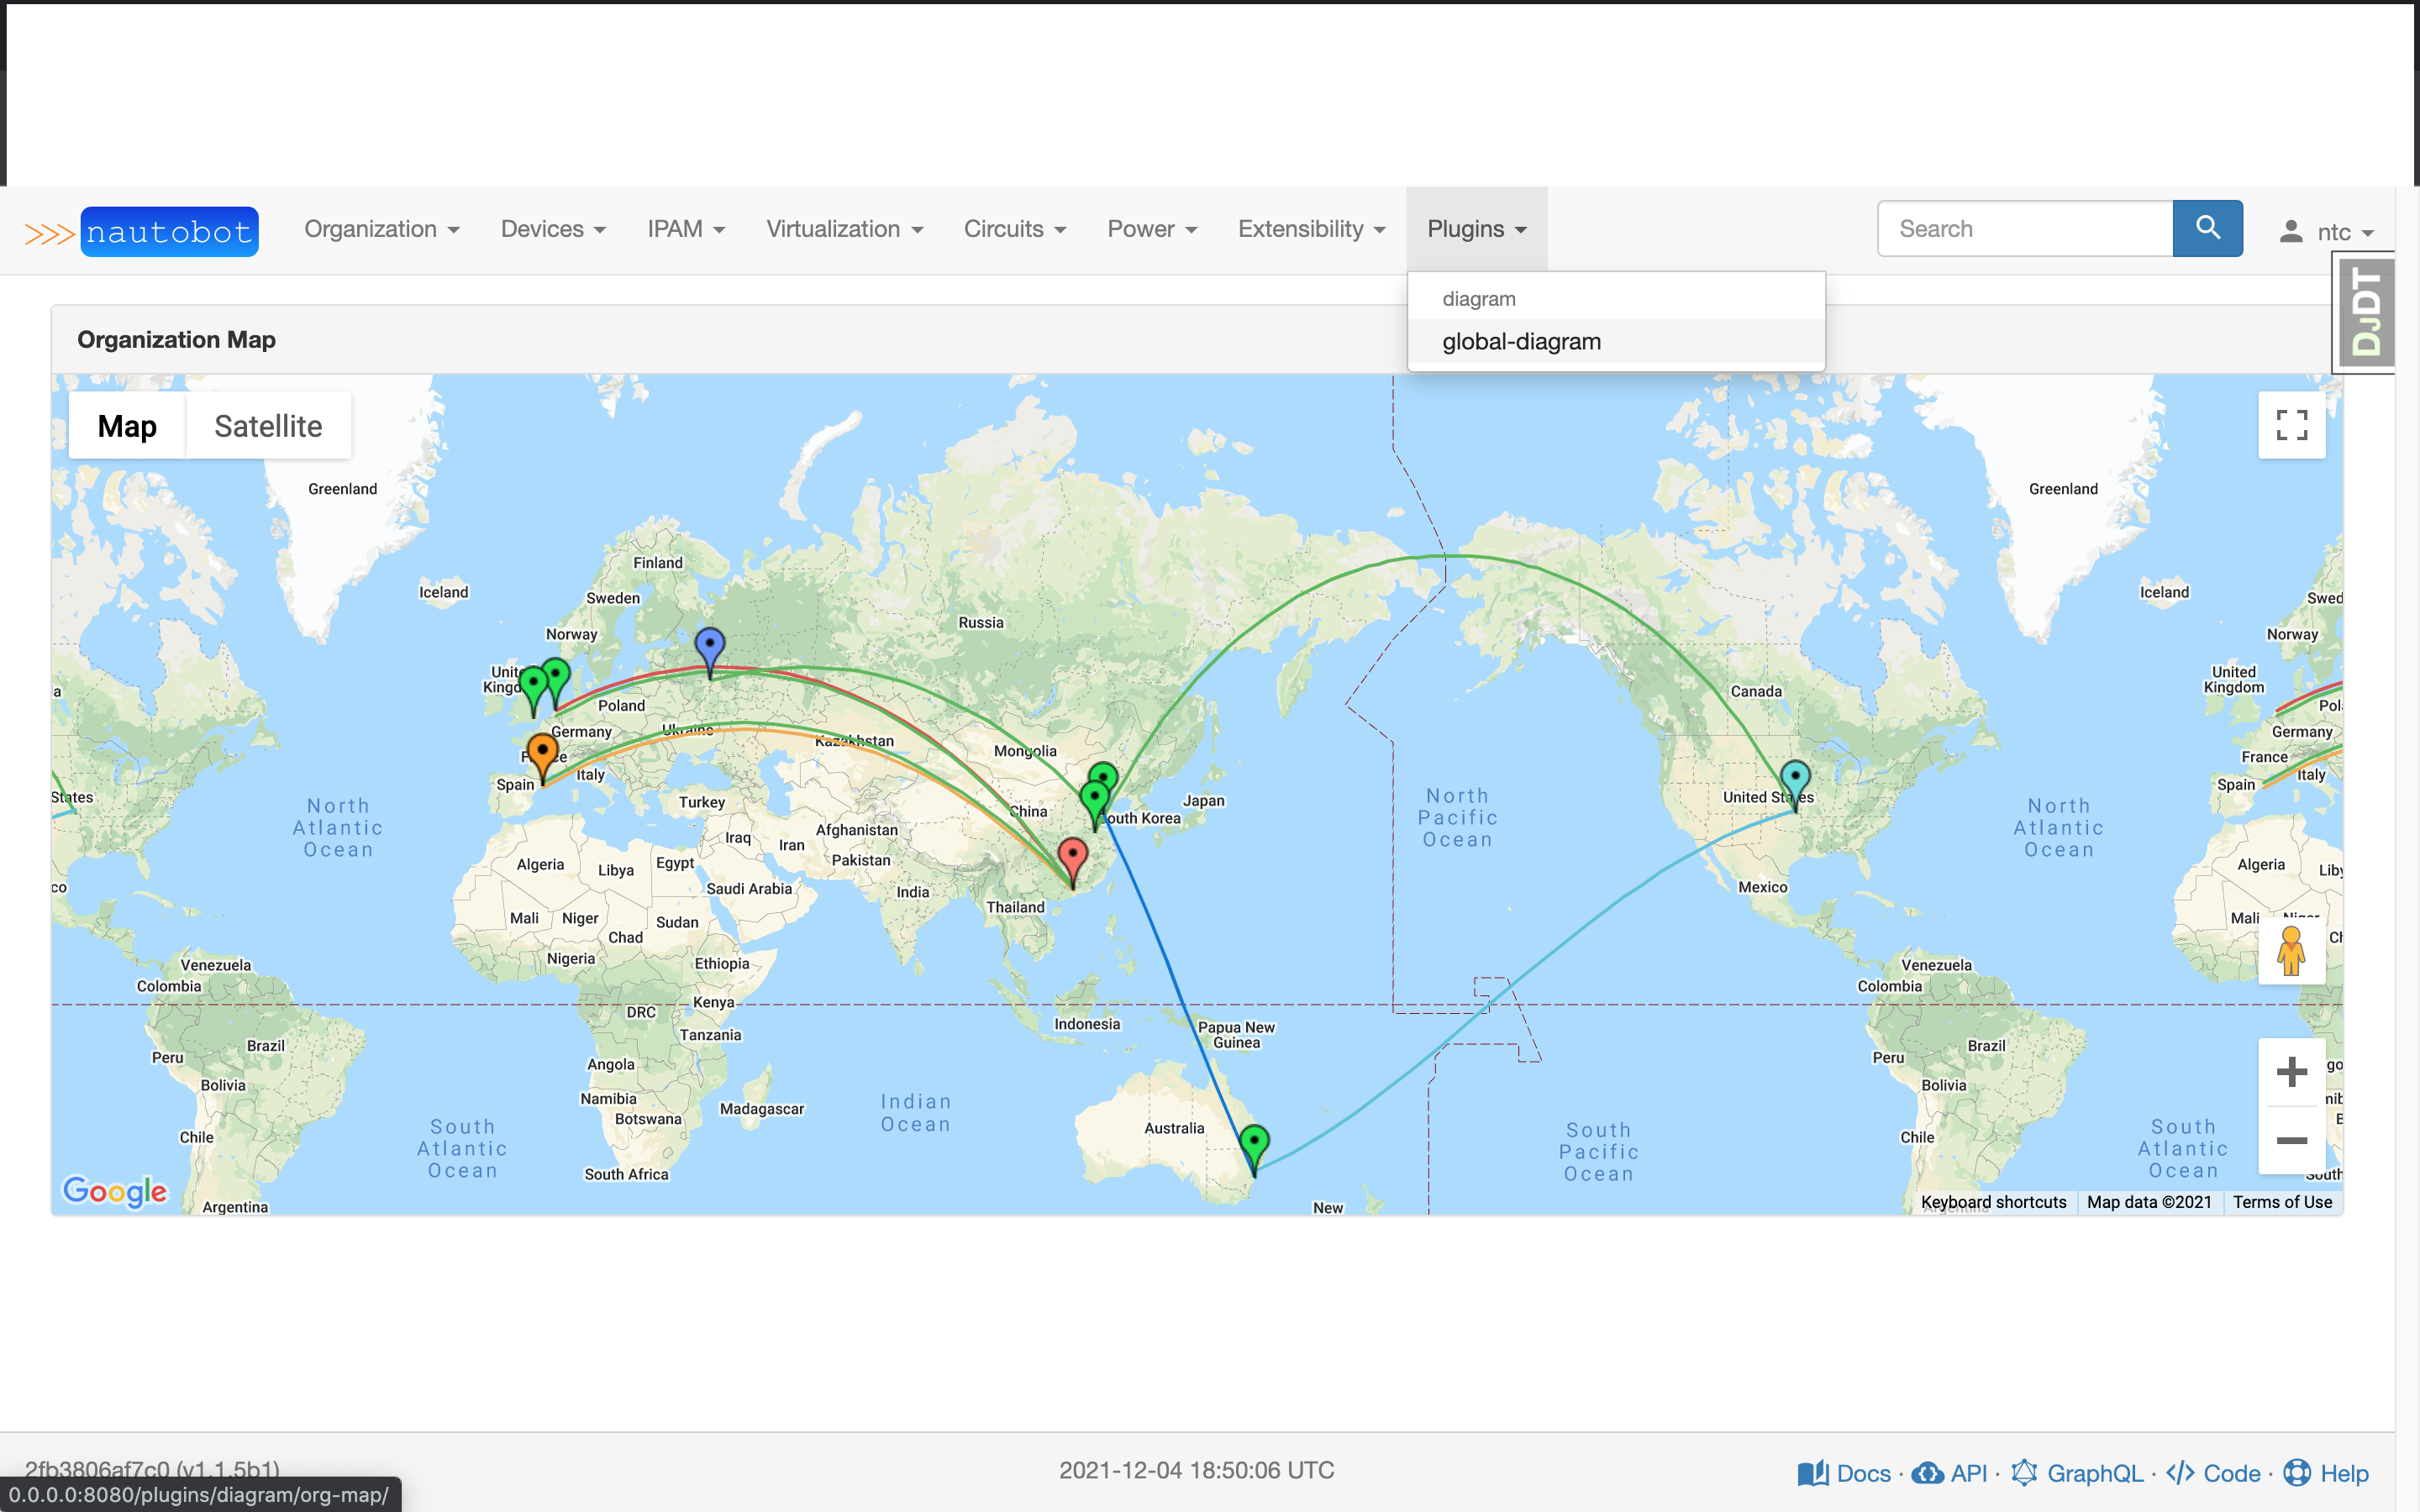 >>> nautobot
Organization
Devices
IPAM
Virtualization
Circuits
Power
Extensibility
Plugins
Search
ntc
diagram
global-diagram
DJDT
Organization Map
Map
Satellite
Greenland
Greenland
Finland
Iceland
Iceland
Sweden
Swed
Russia
Norway
Norway
United
Kingdom
Canada
Poland
Germany
Germany
Ukraine
Kazakhstan
Mongolia
France
Italy
Italy
Spain
Spain
States
United States
China
Japan
South Korea
Turkey
North
Atlantic
Ocean
North
Pacific
Ocean
North
Atlantic
Ocean
Afghanistan
Iraq
Iran
Pakistan
Algeria
Libya
Egypt
Saudi Arabia
India
Mexico
Algeria
Thailand
Mali
Niger
Sudan
Chad
Mali
Niger
Nigeria
Ethiopia
Venezuela
Colombia
Venezuela
Colombia
Kenya
DRC
Indonesia
Papua New
Guinea
Tanzania
Brazil
Peru
Brazil
Peru
Angola
Bolivia
Bolivia
Namibia
Botswana
Madagascar
Indian
Ocean
Australia
South
Atlantic
Ocean
South
Pacific
Ocean
South
Atlantic
Ocean
Chile
Chile
South Africa
South
Argentina
New
Google
Keyboard shortcuts
Map data ©2021
Terms of Use
2fb3806af7c0 (v1.1.5b1)
2021-12-04 18:50:06 UTC
Docs · API · GraphQL · Code · Help
0.0.0.0:8080/plugins/diagram/org-map/